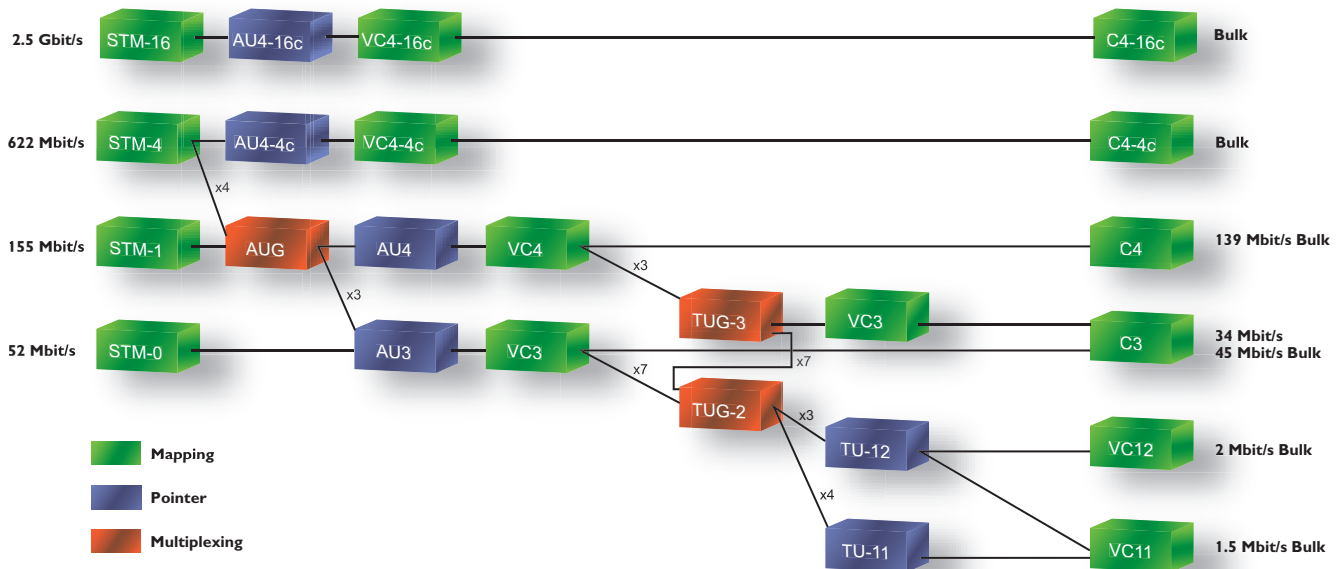 2.5 Gbit/s STM-16 AU4-16c VC4-16c C4-16c Bulk
622 Mbit/s STM-4 AU4-4c VC4-4c C4-4c Bulk
x4
155 Mbit/s STM-1 AUG AU4 VC4 C4 139 Mbit/s Bulk
x3
x3
TUG-3 VC3
52 Mbit/s STM-0 AU3 VC3 C3 34 Mbit/s
45 Mbit/s Bulk
x7
x7
TUG-2
x3
Mapping TU-12 VC12 2 Mbit/s Bulk
Pointer
x4
Multiplexing TU-11 VC11 1.5 Mbit/s Bulk